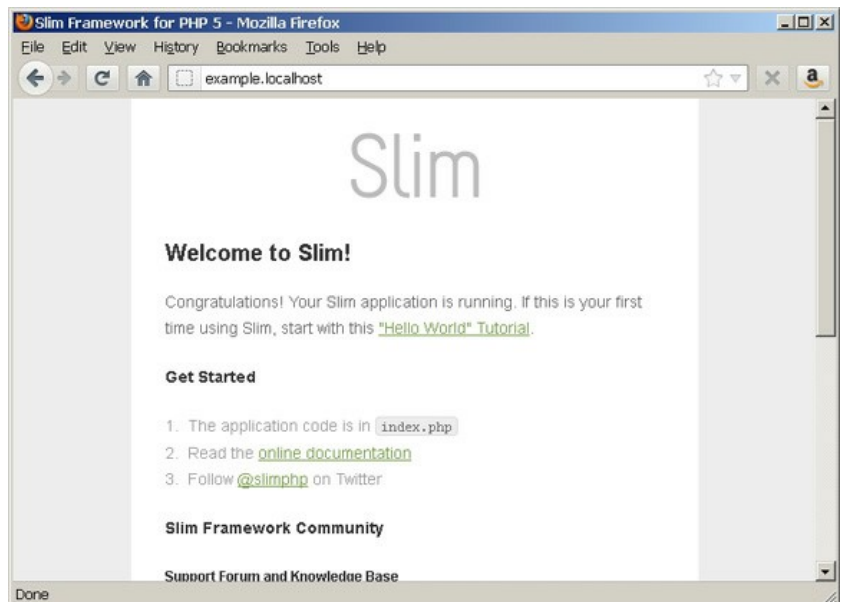 Slim Framework for PHP 5 - Mozilla Firefox
File Edit View History Bookmarks Tools Help
example.localhost
a
Slim
Welcome to Slim!
Congratulations! Your Slim application is running. If this is your first
time using Slim, start with this "Hello World" Tutorial.
Get Started
1. The application code is in index.php
2. Read the online documentation
3. Follow @slimphp on Twitter
Slim Framework Community
Support Forum and Knowledge Base
Done